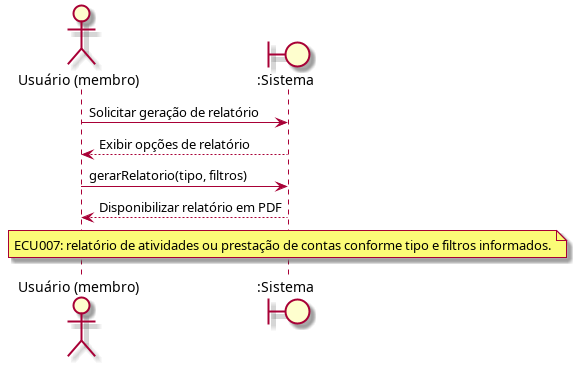 Usuário (membro)
:Sistema
Solicitar geração de relatório
Exibir opções de relatório
gerarRelatorio(tipo, filtros)
Disponibilizar relatório em PDF
ECU007: relatório de atividades ou prestação de contas conforme tipo e filtros informados.
Usuário (membro)
:Sistema